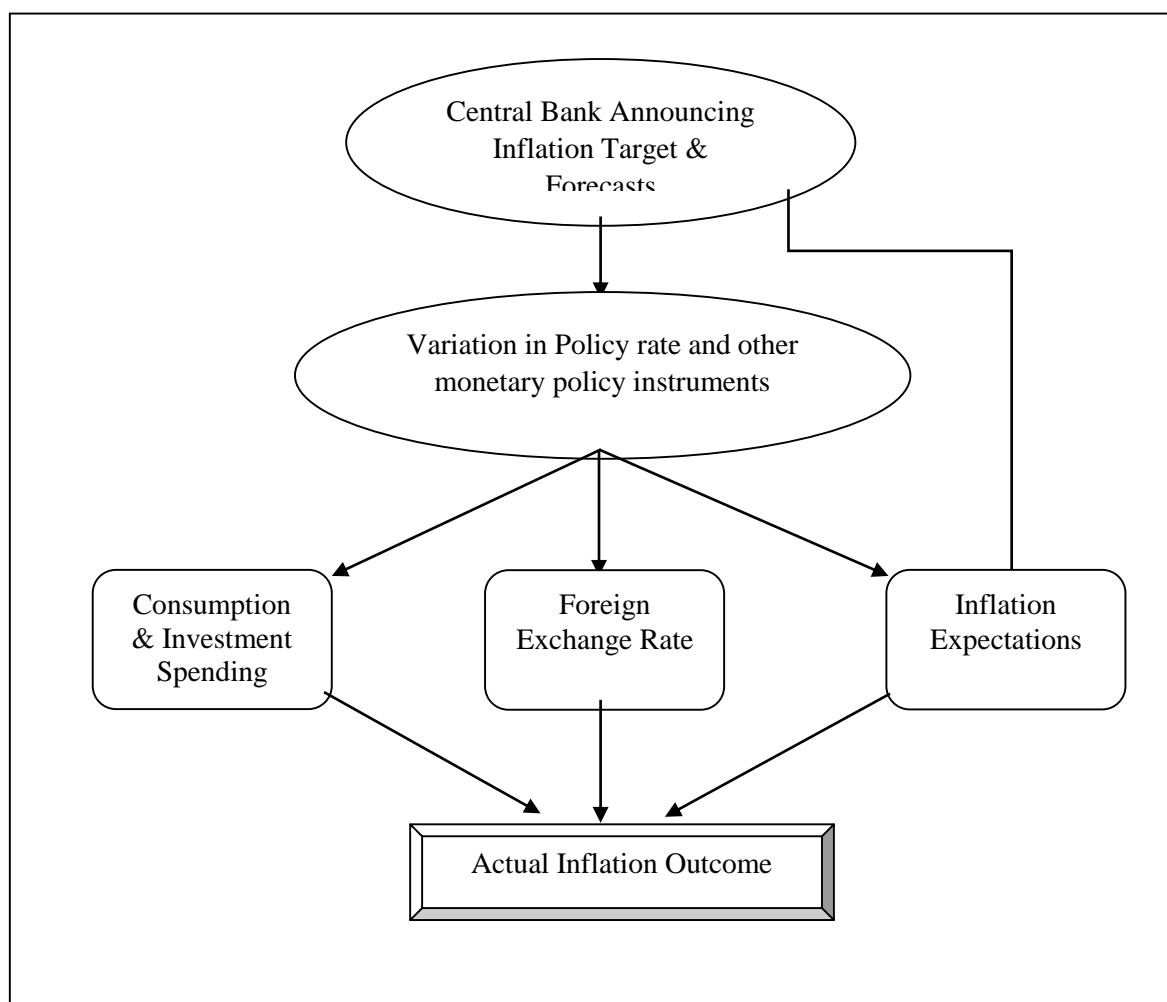 Central Bank Announcing
Inflation Target &
Forecasts
Variation in Policy rate and other
monetary policy instruments
Consumption
& Investment
Spending
Foreign
Exchange Rate
Inflation
Expectations
Actual Inflation Outcome